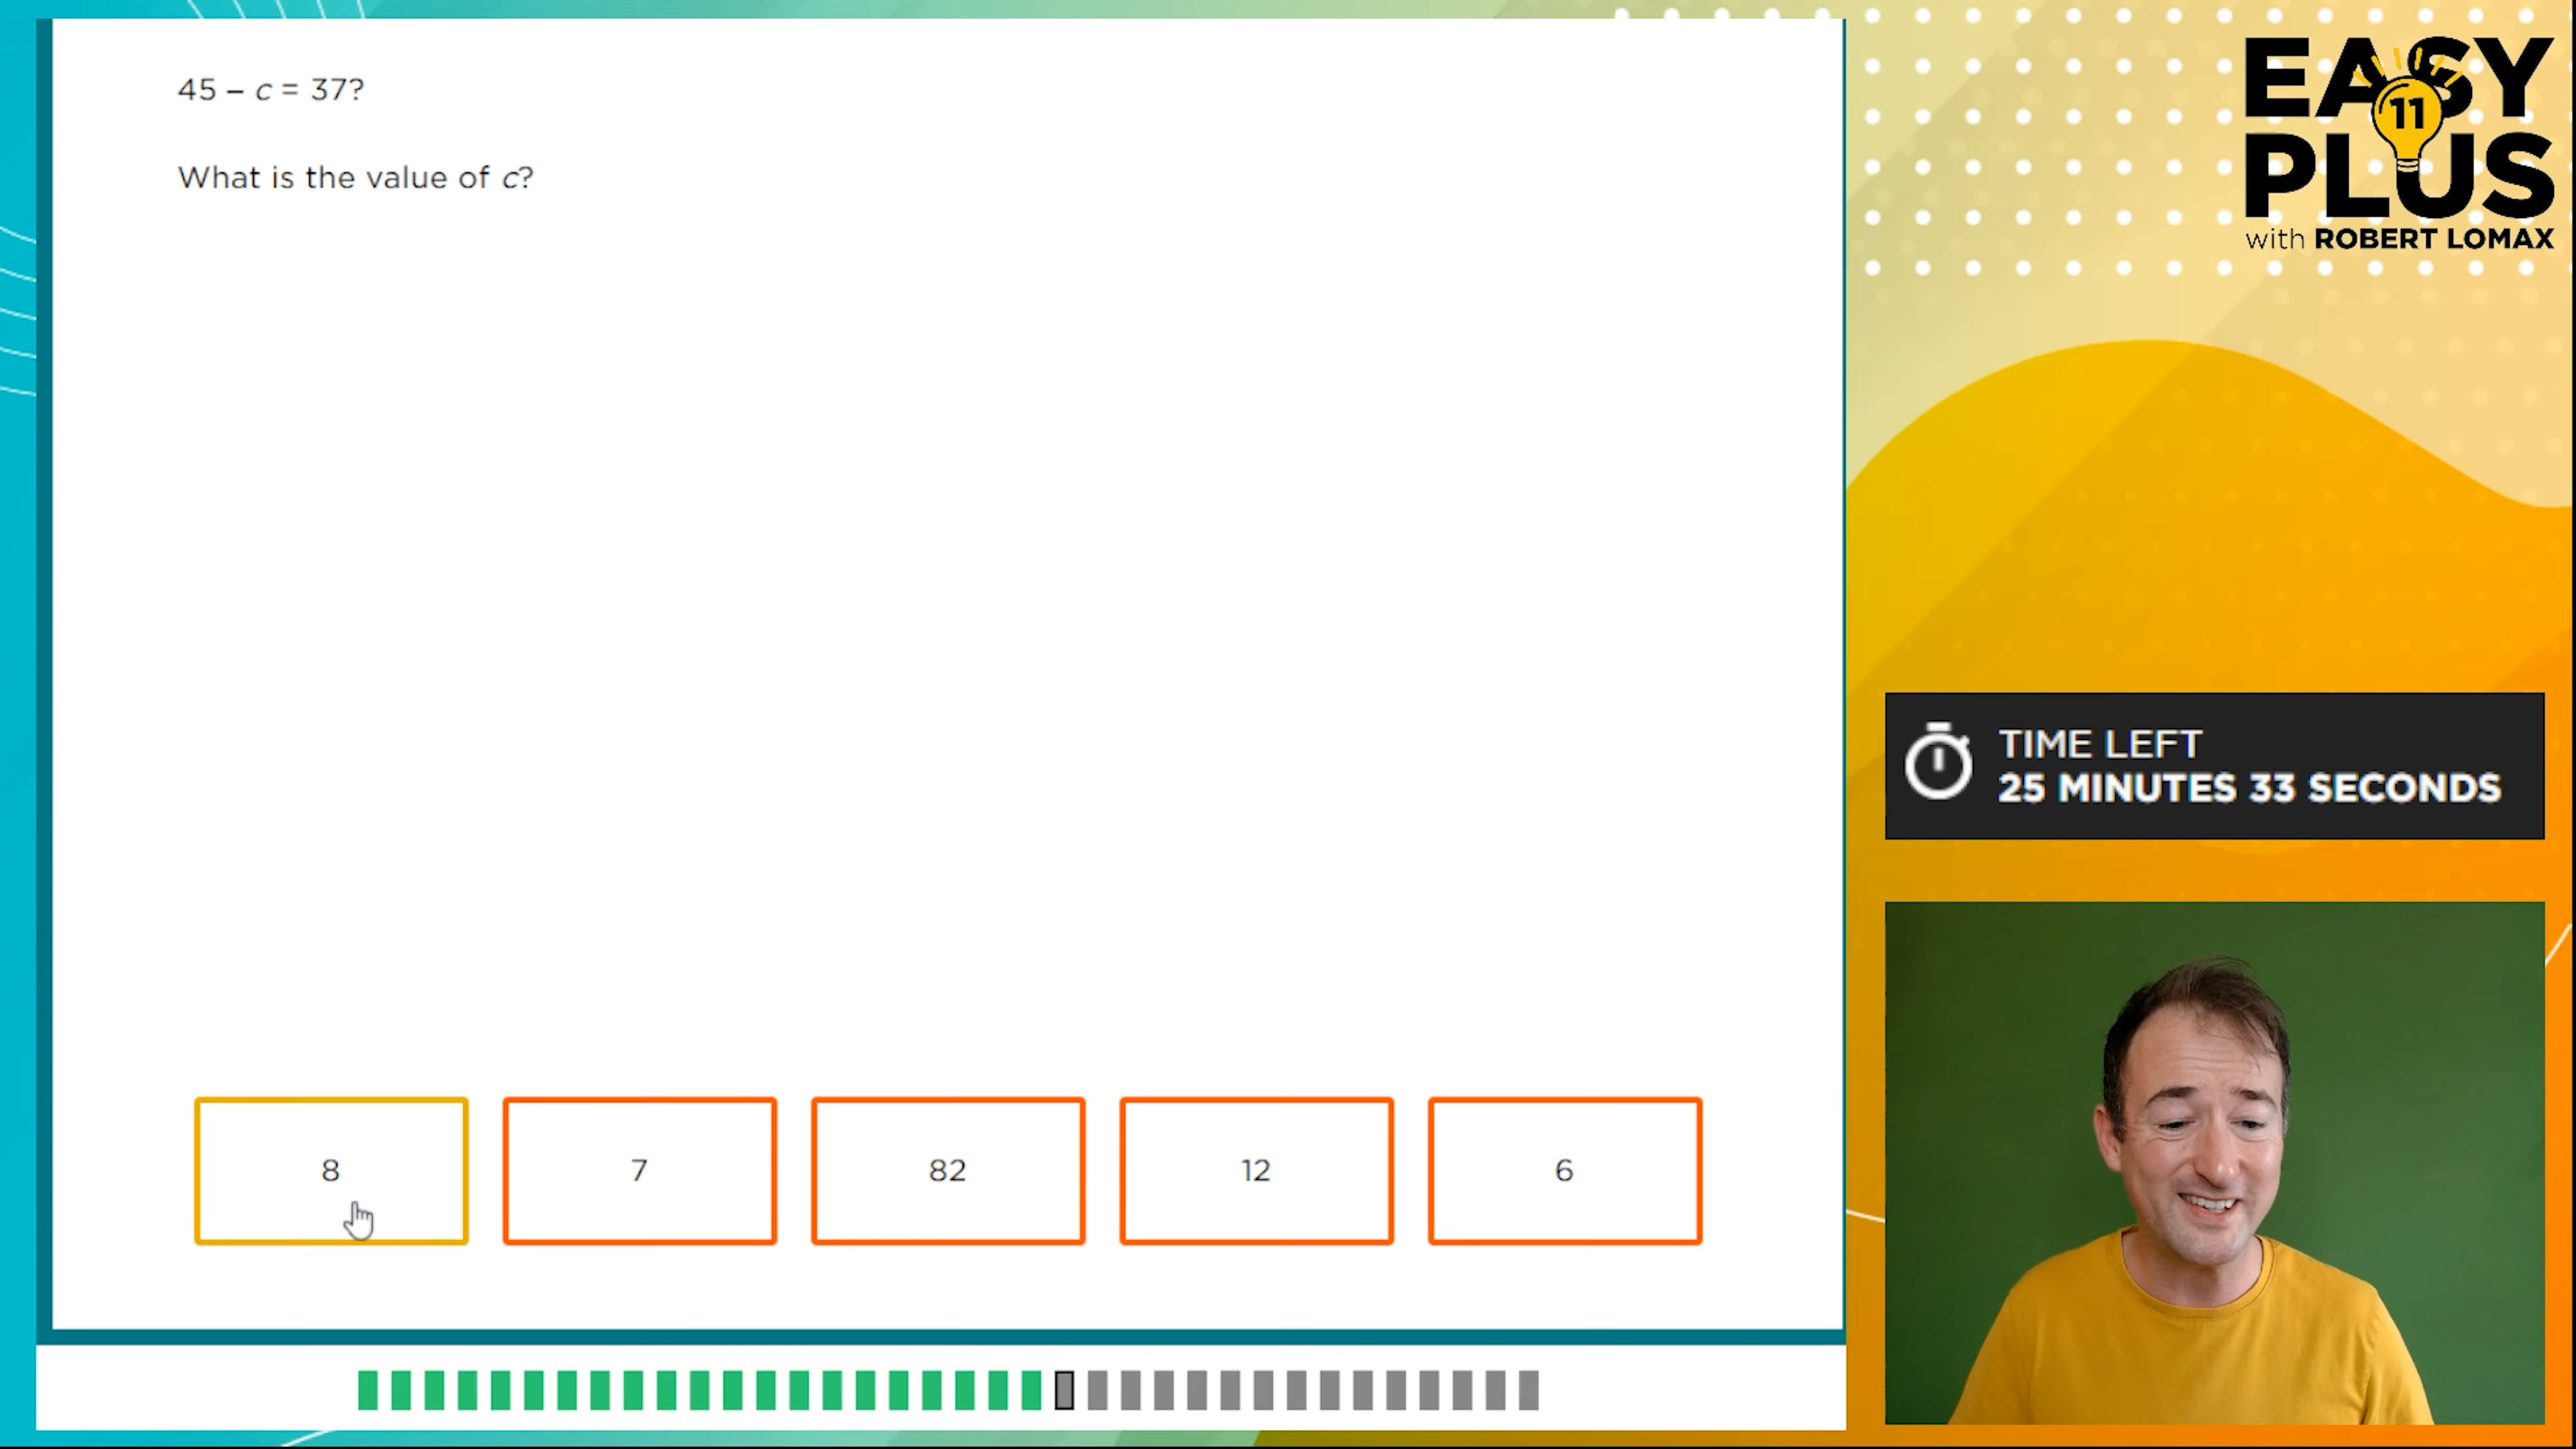 45 – c = 37?
What is the value of c?
8
7
82
12
6
EASY
11
PLUS
with ROBERT LOMAX
TIME LEFT
25 MINUTES 33 SECONDS